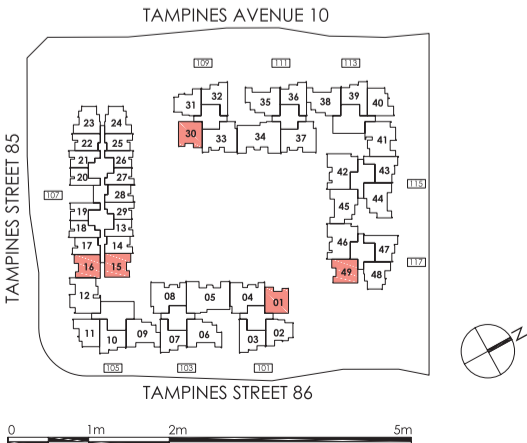 TAMPINES AVENUE 10
109 111 113
31 32 35 36 38 39 40
30 33 34 37 41
23 24
22 25
21 26
20 27
28
19 29
18 13
17 14
16 15
107
TAMPINES STREET 85
42 43
45 44
115
46 47
49 48
117
12 08 05 04 01
11 10 09 07 06 03 02
105 103 101
TAMPINES STREET 86
N
0 1m 2m 5m